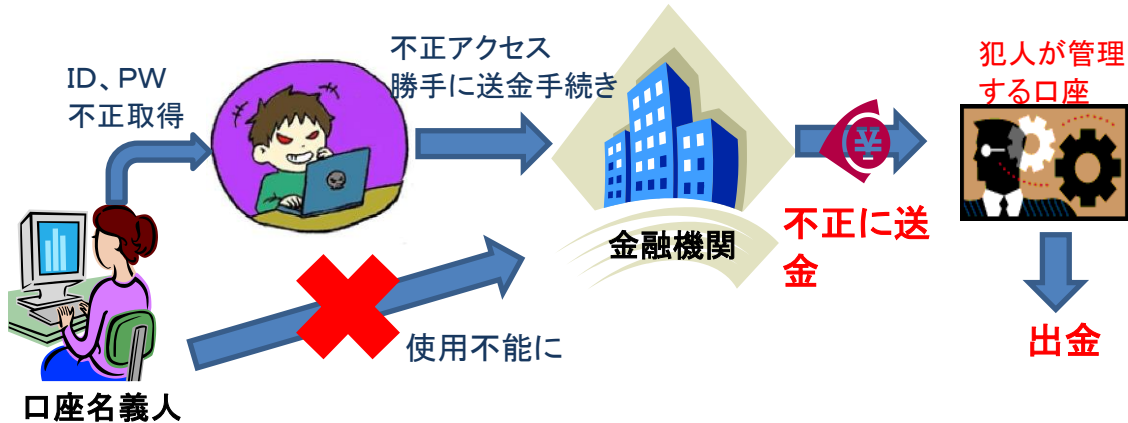 ID、PW
不正取得
不正アクセス
勝手に送金手続き
犯人が管理
する口座
金融機関
不正に送
金
使用不能に
出金
口座名義人